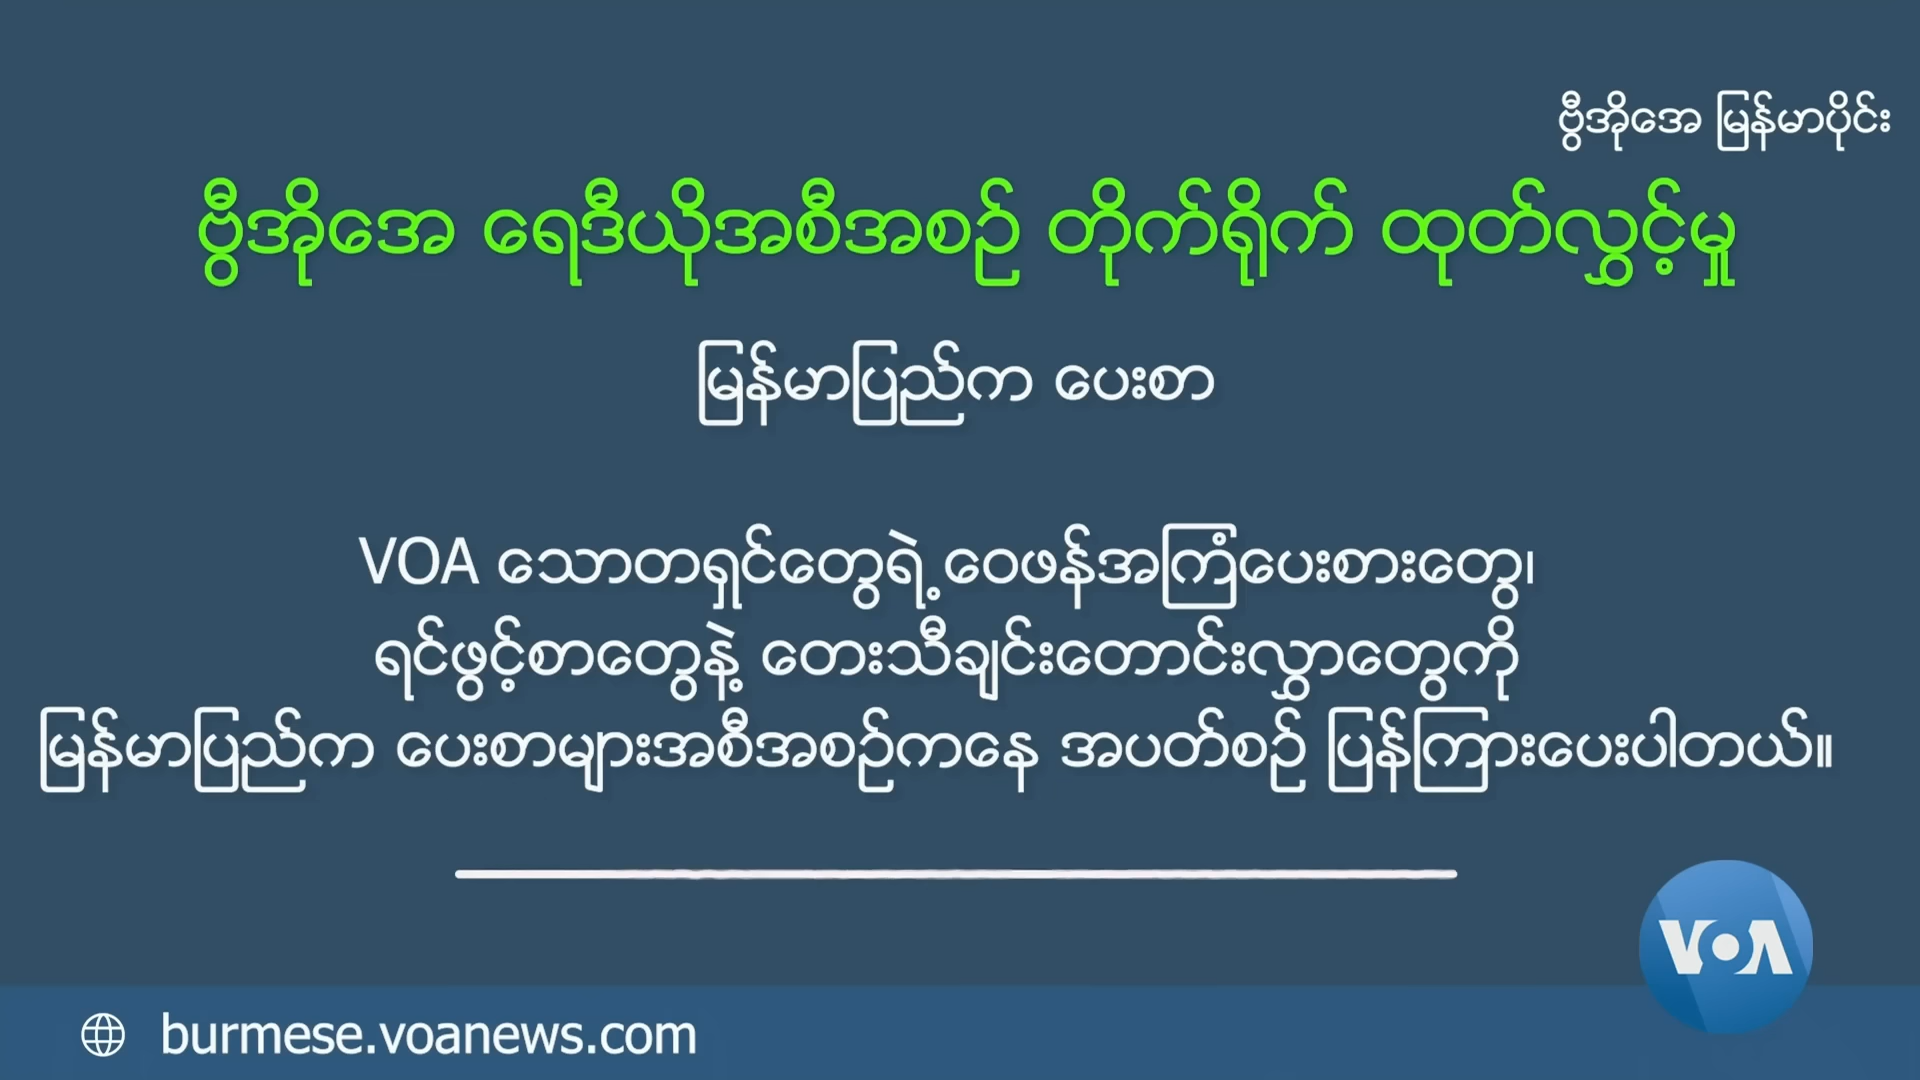 ဗွီအိုအေ မြန်မာပိုင်း
ဗွီအိုအေ ရေဒီယိုအစီအစဉ် တိုက်ရိုက် ထုတ်လွှင့်မှု
မြန်မာပြည်က ပေးစာ
VOA သောတရှင်တွေရဲ့ ဝေဖန်အကြံပေးစားတွေ၊
ရင်ဖွင့်စာတွေနဲ့ တေးသီချင်းတောင်းလွှာတွေကို
မြန်မာပြည်က ပေးစာများအစီအစဉ်ကနေ အပတ်စဉ် ပြန်ကြားပေးပါတယ်။
VOA
burmese.voanews.com